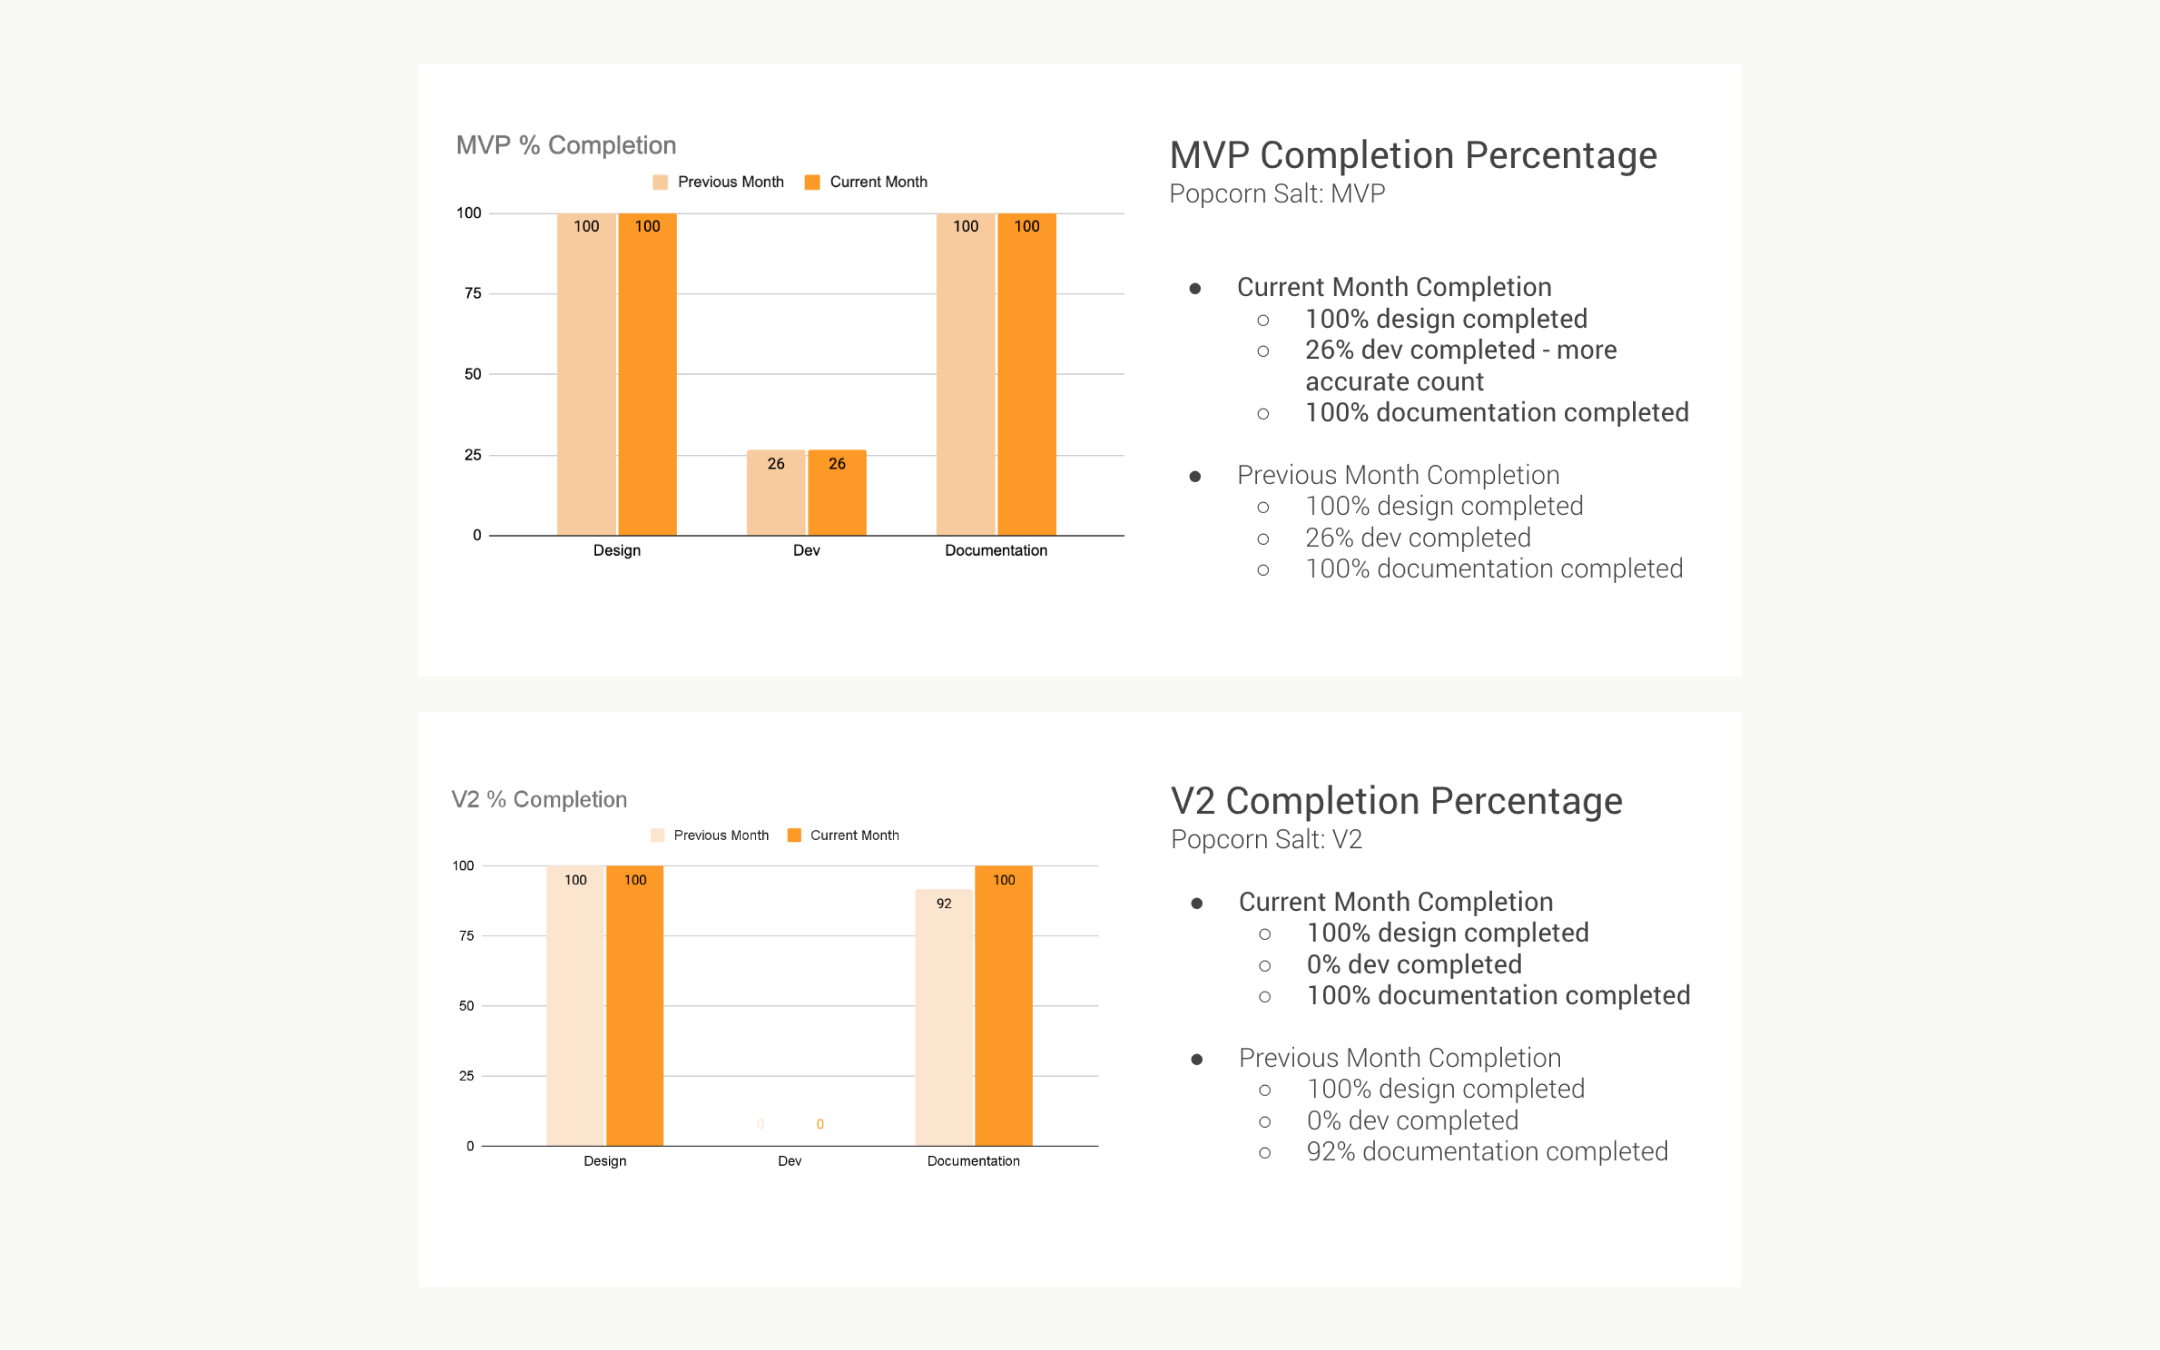 MVP % Completion
Previous Month Current Month
100
75
50
25
0
100 100
26 26
100 100
Design Dev Documentation
MVP Completion Percentage
Popcorn Salt: MVP
● Current Month Completion
○ 100% design completed
○ 26% dev completed - more
accurate count
○ 100% documentation completed
● Previous Month Completion
○ 100% design completed
○ 26% dev completed
○ 100% documentation completed
V2 % Completion
Previous Month Current Month
100
75
50
25
0
100 100
0 0
92 100
Design Dev Documentation
V2 Completion Percentage
Popcorn Salt: V2
● Current Month Completion
○ 100% design completed
○ 0% dev completed
○ 100% documentation completed
● Previous Month Completion
○ 100% design completed
○ 0% dev completed
○ 92% documentation completed